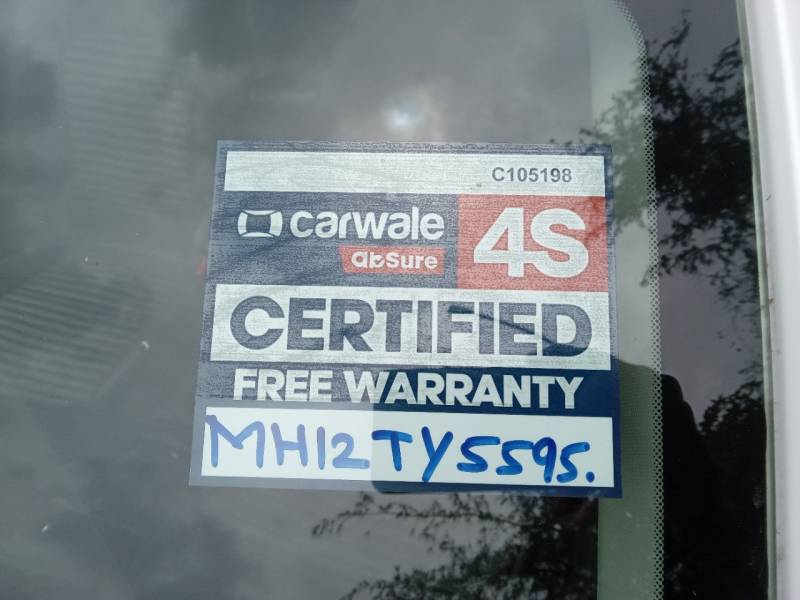 C105198
carwale 4S
abSure
CERTIFIED
FREE WARRANTY
MH12TY5595.